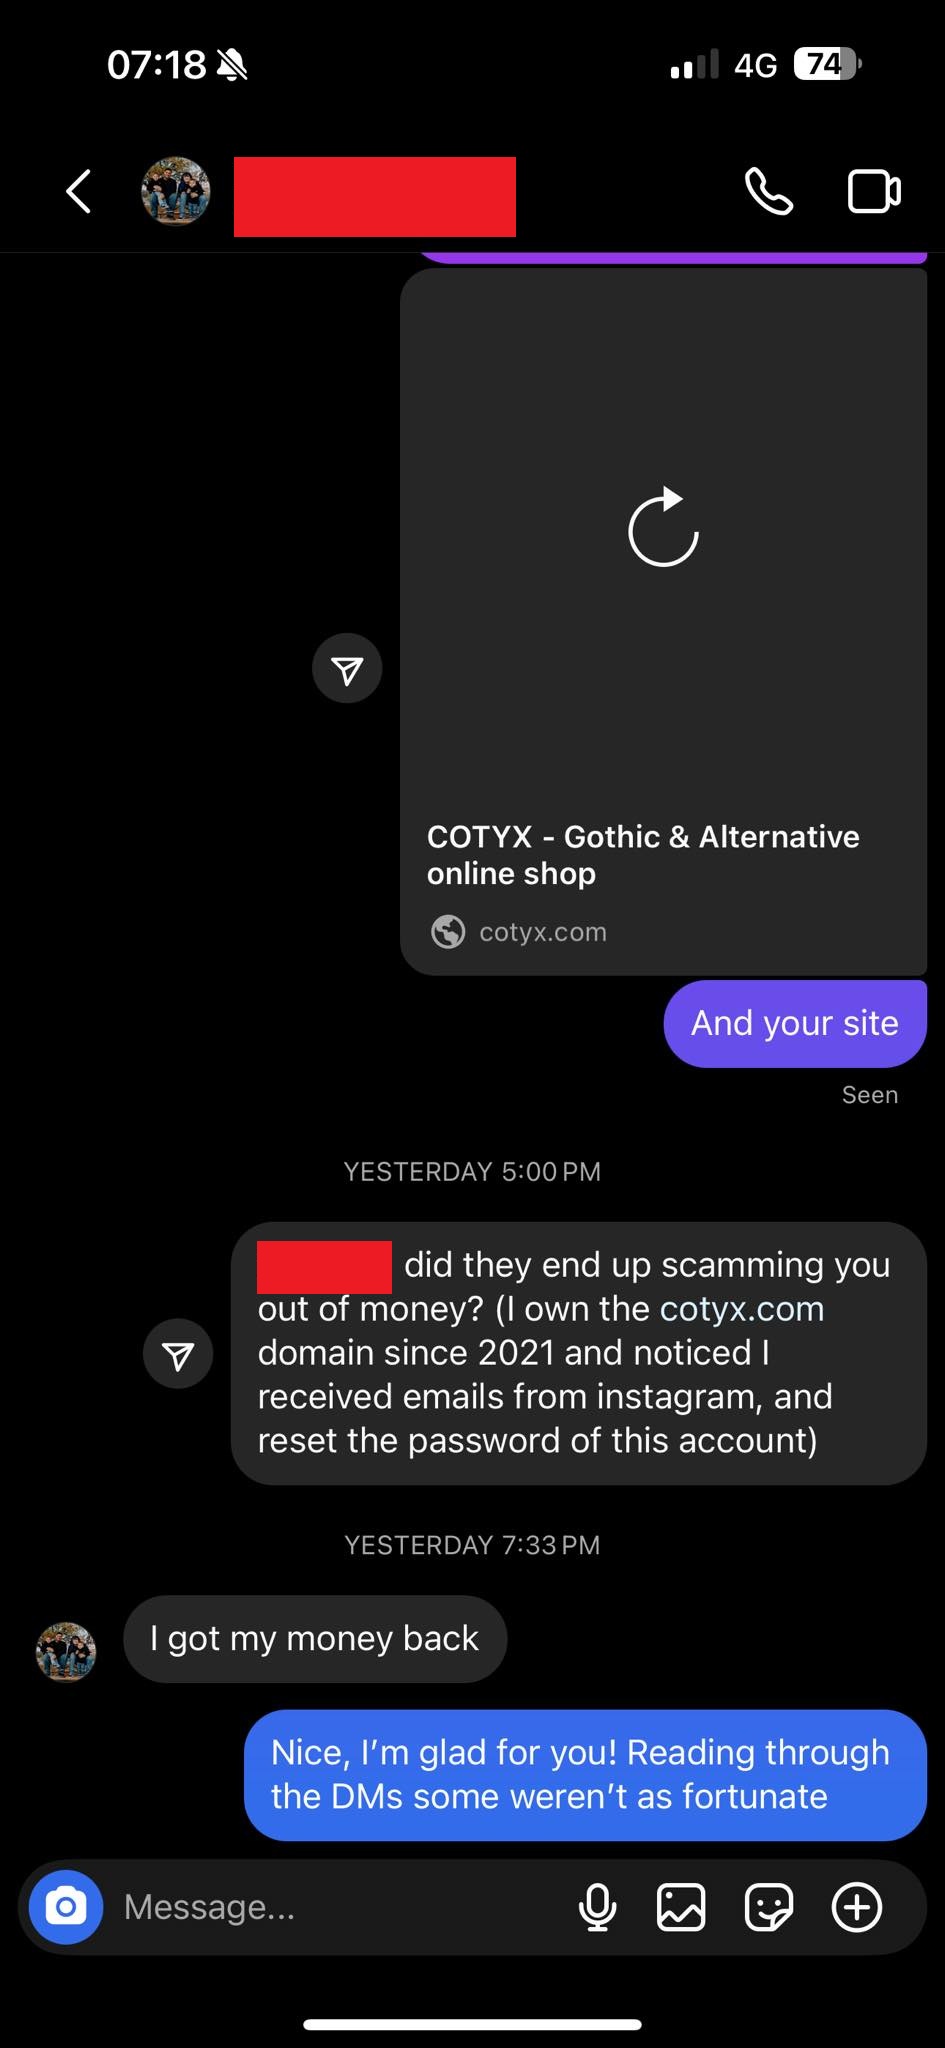 07:18
4G
74
COTYX - Gothic & Alternative
online shop
cotyx.com
And your site
Seen
YESTERDAY 5:00 PM
did they end up scamming you
out of money? (I own the cotyx.com
domain since 2021 and noticed I
received emails from instagram, and
reset the password of this account)
YESTERDAY 7:33 PM
I got my money back
Nice, I’m glad for you! Reading through
the DMs some weren’t as fortunate
Message...